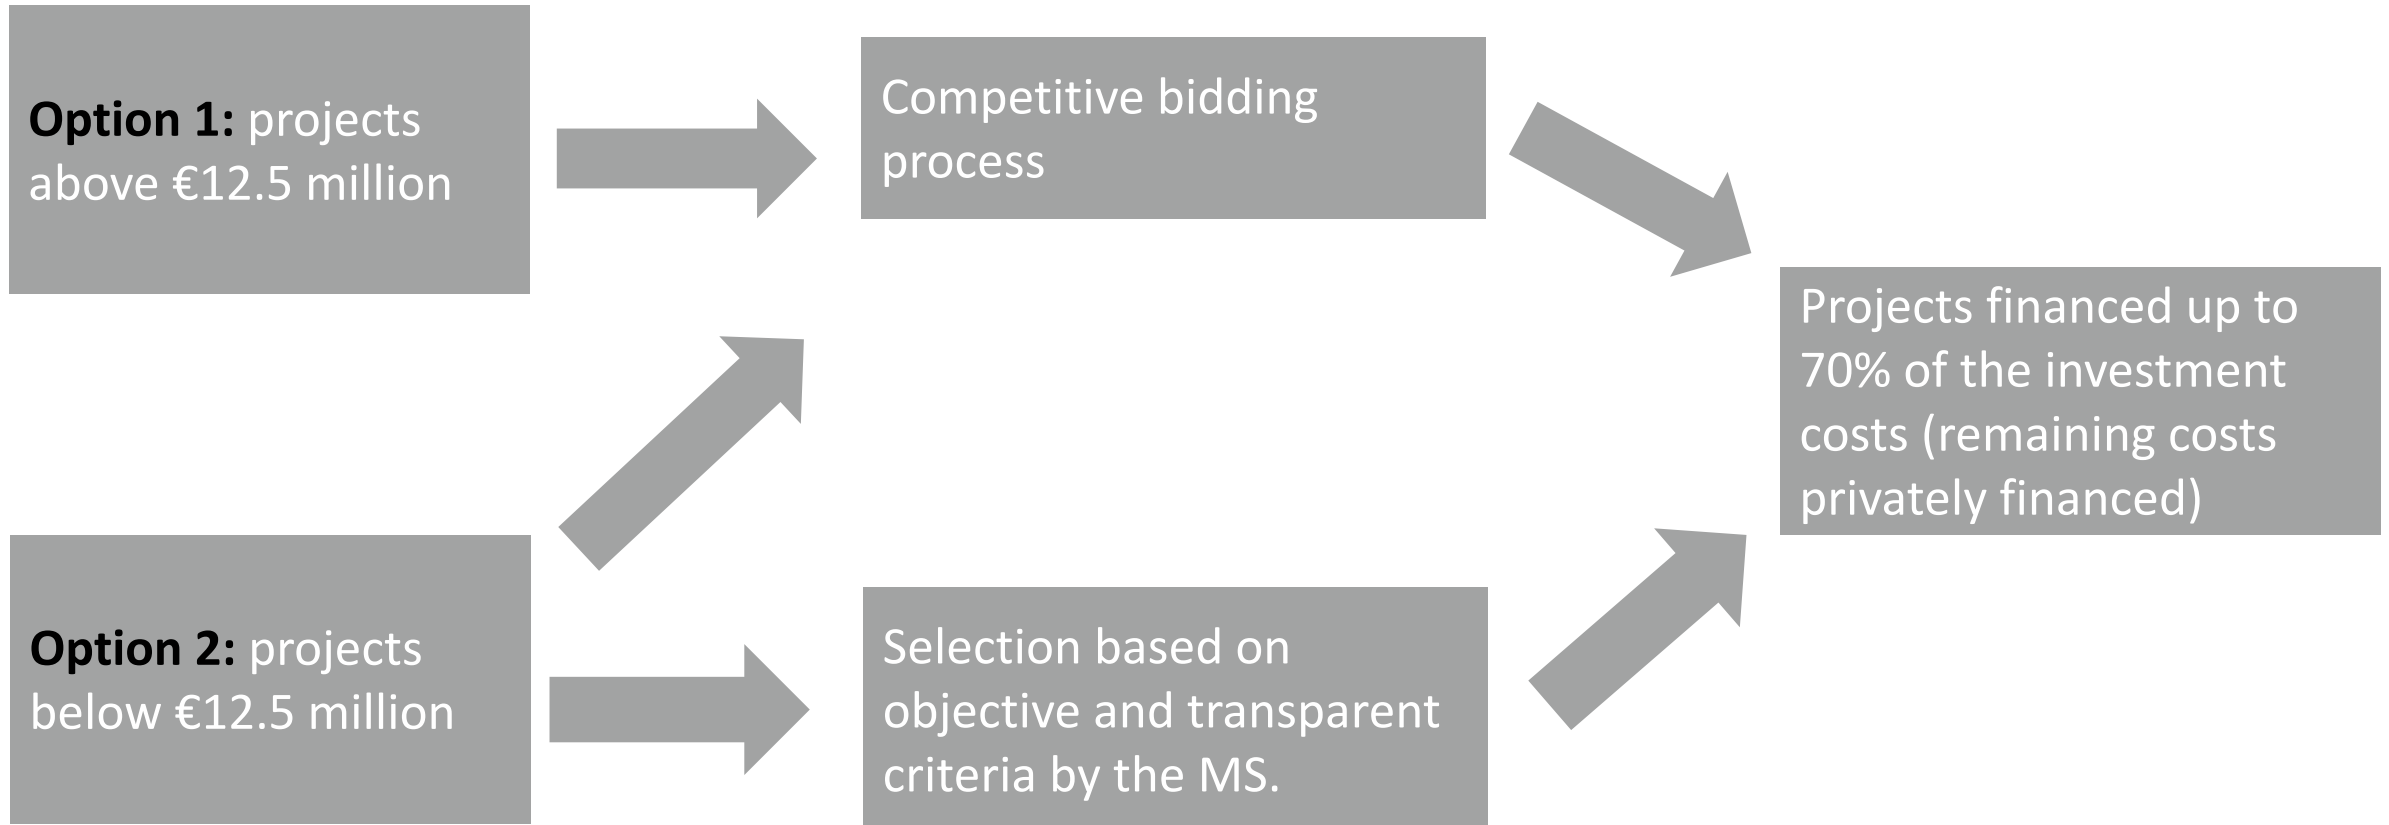 Option 1: projects
above €12.5 million
Competitive bidding
process
Projects financed up to
70% of the investment
costs (remaining costs
privately financed)
Option 2: projects
below €12.5 million
Selection based on
objective and transparent
criteria by the MS.